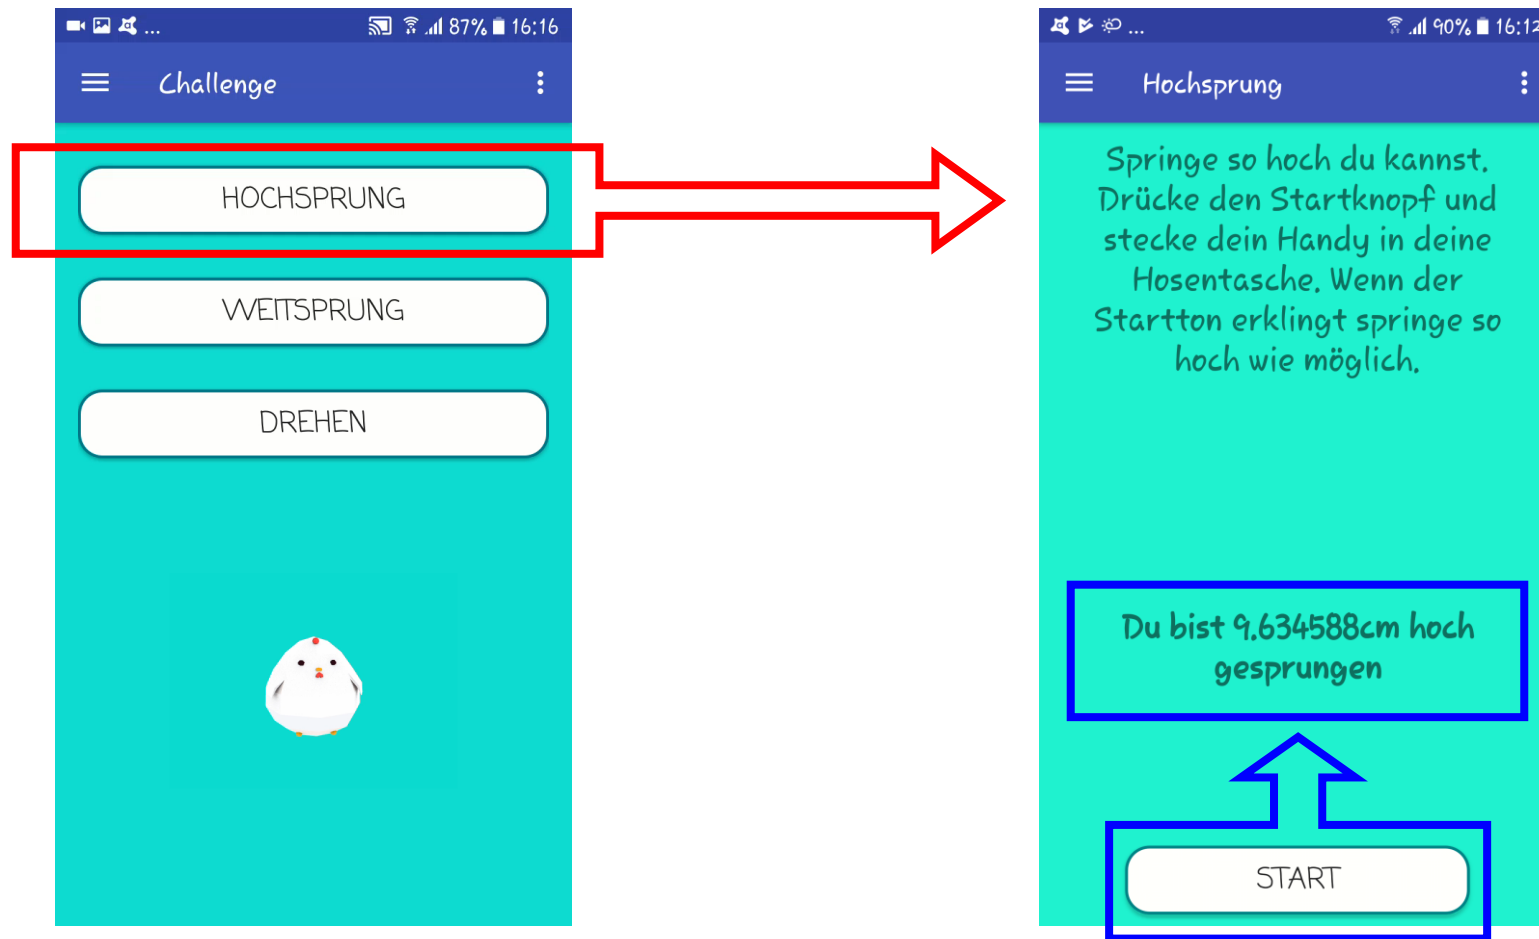 ... 87% 16:16
Challenge
HOCHSPRUNG
WEITSPRUNG
DREHEN
... 90% 16:12
Hochsprung
Springe so hoch du kannst.
Drücke den Startknopf und
stecke dein Handy in deine
Hosentasche. Wenn der
Startton erklingt springe so
hoch wie möglich.
Du bist 9.634588cm hoch
gesprungen
START